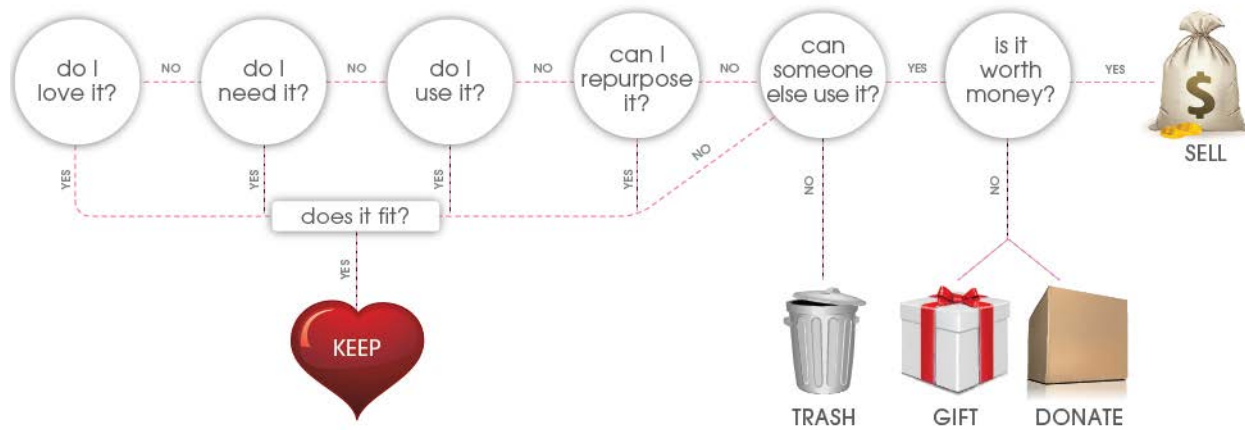 do I
love it?
NO
do I
need it?
NO
do I
use it?
NO
can I
repurpose
it?
NO
can
someone
else use it?
YES
is it
worth
money?
YES
$
SELL
YES
YES
YES
YES
NO
NO
NO
does it fit?
YES
KEEP
TRASH
GIFT
DONATE